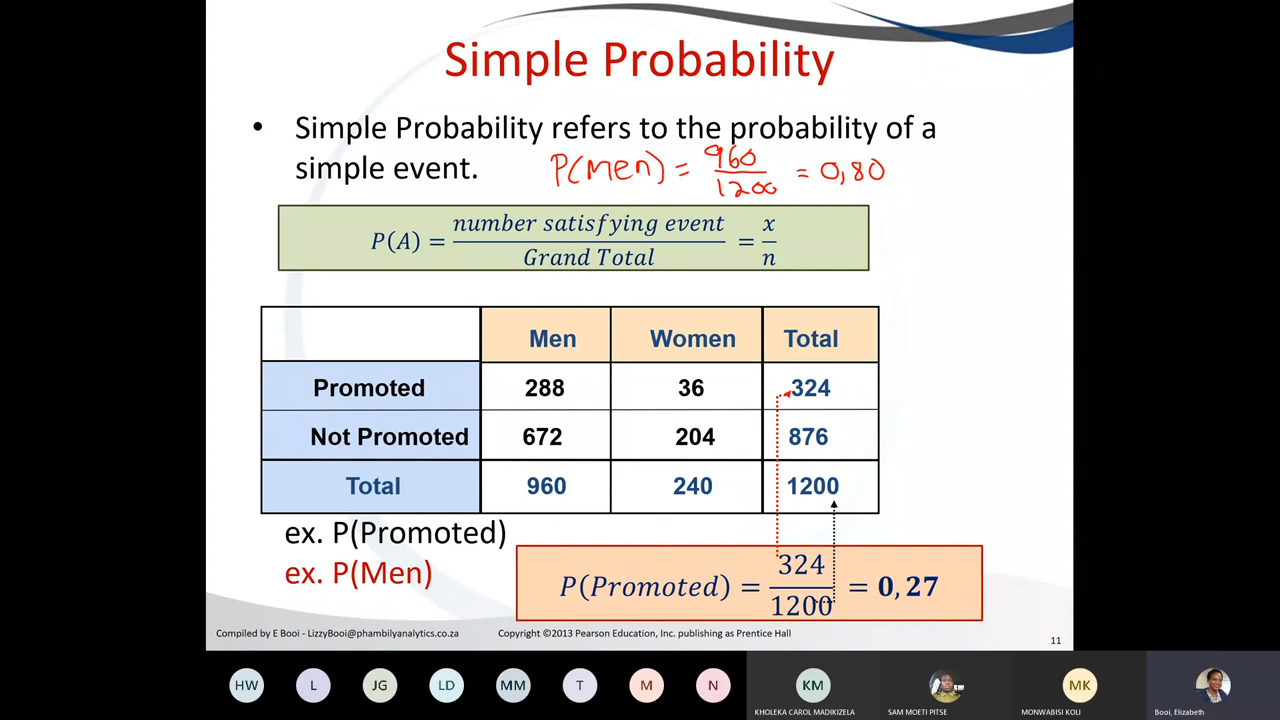 Simple Probability
• Simple Probability refers to the probability of a
simple event.
P(Men) = 960/1200 = 0,80
P(A) = number satisfying event/Grand Total = x/n
Men Women Total
Promoted 288 36 324
Not Promoted 672 204 876
Total 960 240 1200
ex. P(Promoted)
ex. P(Men)
P(Promoted) = 324/1200 = 0,27
Compiled by E Booi - LizzyBooi@phambilyanalytics.co.za Copyright ©2013 Pearson Education, Inc. publishing as Prentice Hall 11
HW L JG LD MM T M N KM MK
KHOLEKA CAROL MADIKIZELA SAM MOETI PITSE MONWABISI KOLI Booi, Elizabeth